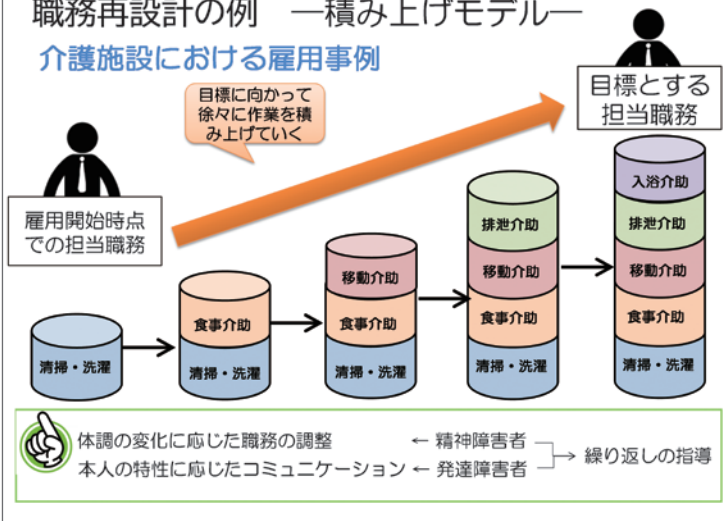 職務再設計の例　―積み上げモデル―
介護施設における雇用事例
目標に向かって
徐々に作業を積
み上げていく
目標とする
担当職務
雇用開始時点
での担当職務
清掃・洗濯
食事介助
清掃・洗濯
移動介助
食事介助
清掃・洗濯
排泄介助
移動介助
食事介助
清掃・洗濯
入浴介助
排泄介助
移動介助
食事介助
清掃・洗濯
体調の変化に応じた職務の調整　← 精神障害者
本人の特性に応じたコミュニケーション ← 発達障害者
→ 繰り返しの指導